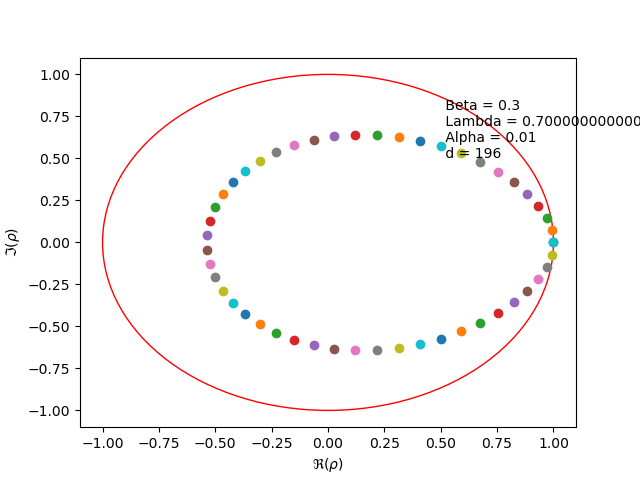 1.00
0.75
0.50
0.25
0.00
−0.25
−0.50
−0.75
−1.00
ℑ(ρ)
Beta = 0.3
Lambda = 0.700000000000
Alpha = 0.01
d = 196
−1.00 −0.75 −0.50 −0.25 0.00 0.25 0.50 0.75 1.00
ℜ(ρ)